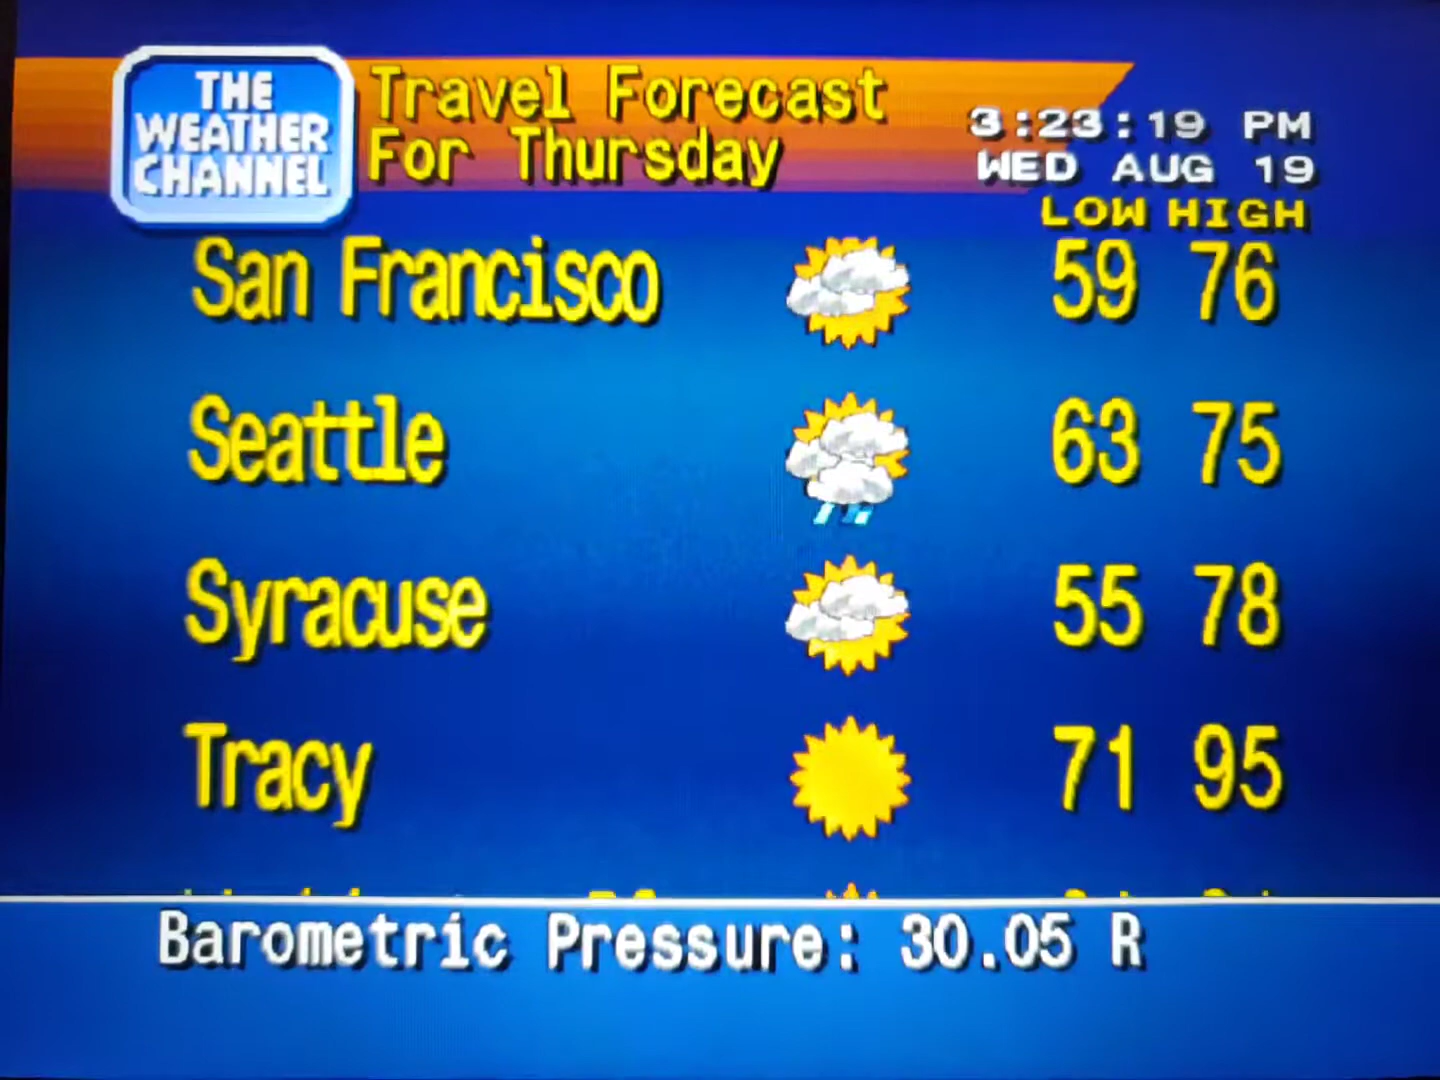 THE
WEATHER
CHANNEL
Travel Forecast
For Thursday
3:23:19 PM
WED AUG 19
LOW HIGH
San Francisco 59 76
Seattle 63 75
Syracuse 55 78
Tracy 71 95
Barometric Pressure: 30.05 R